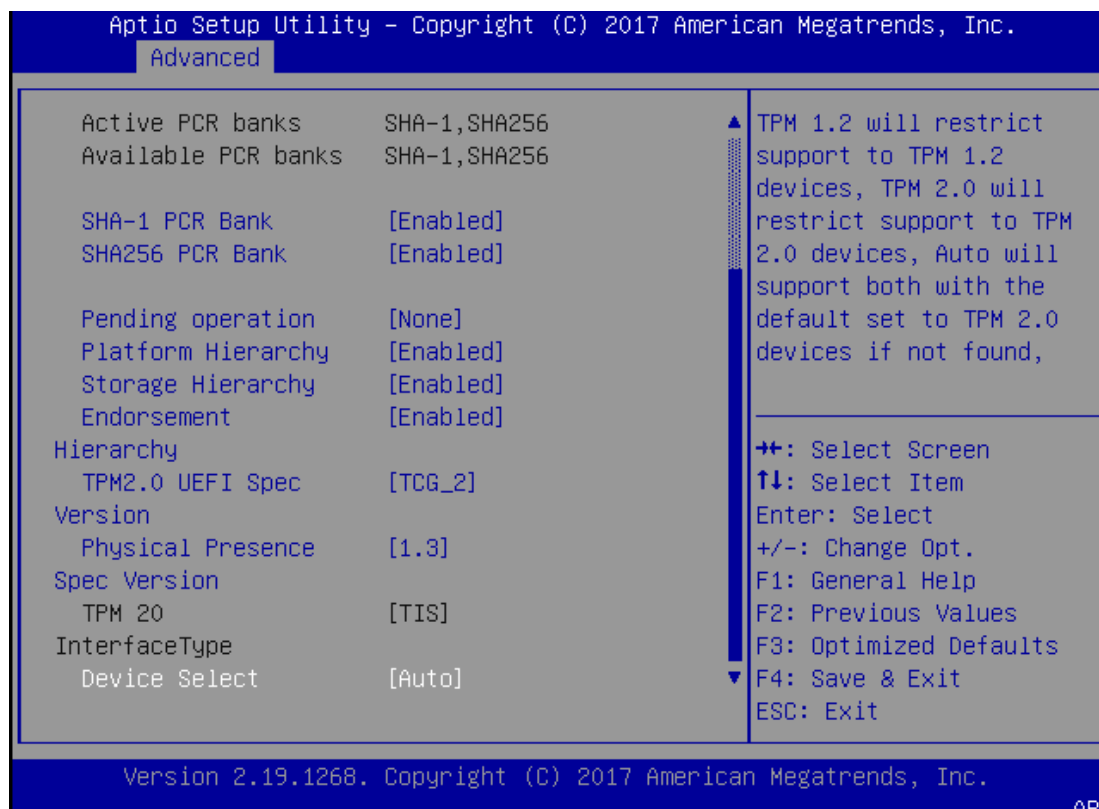 Aptio Setup Utility – Copyright (C) 2017 American Megatrends, Inc.
Advanced
Active PCR banks SHA-1,SHA256
Available PCR banks SHA-1,SHA256
SHA-1 PCR Bank [Enabled]
SHA256 PCR Bank [Enabled]
Pending operation [None]
Platform Hierarchy [Enabled]
Storage Hierarchy [Enabled]
Endorsement [Enabled]
Hierarchy
TPM2.0 UEFI Spec [TCG_2]
Version
Physical Presence [1.3]
Spec Version
TPM 20 [TIS]
InterfaceType
Device Select [Auto]
TPM 1.2 will restrict
support to TPM 1.2
devices, TPM 2.0 will
restrict support to TPM
2.0 devices, Auto will
support both with the
default set to TPM 2.0
devices if not found,
→←: Select Screen
↑↓: Select Item
Enter: Select
+/-: Change Opt.
F1: General Help
F2: Previous Values
F3: Optimized Defaults
F4: Save & Exit
ESC: Exit
Version 2.19.1268. Copyright (C) 2017 American Megatrends, Inc.